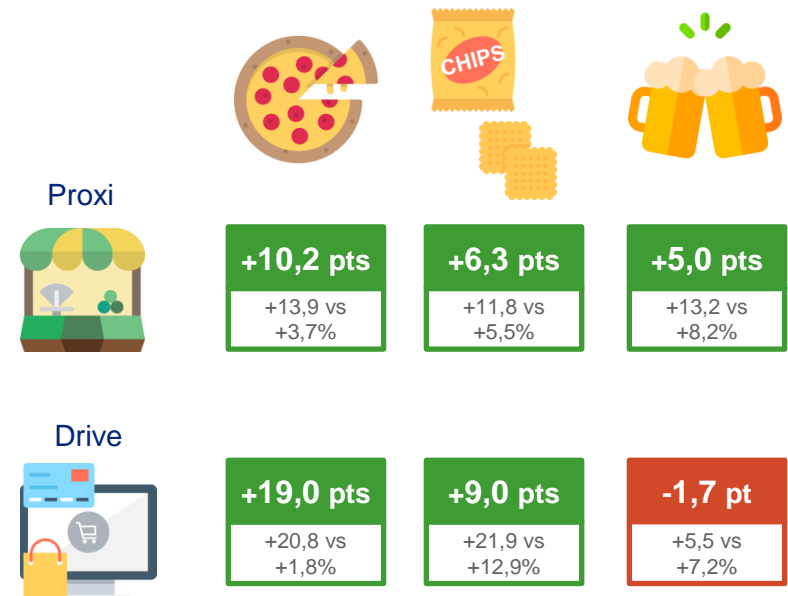 CHIPS
Proxi
+10,2 pts
+13,9 vs
+3,7%
+6,3 pts
+11,8 vs
+5,5%
+5,0 pts
+13,2 vs
+8,2%
Drive
+19,0 pts
+20,8 vs
+1,8%
+9,0 pts
+21,9 vs
+12,9%
-1,7 pt
+5,5 vs
+7,2%